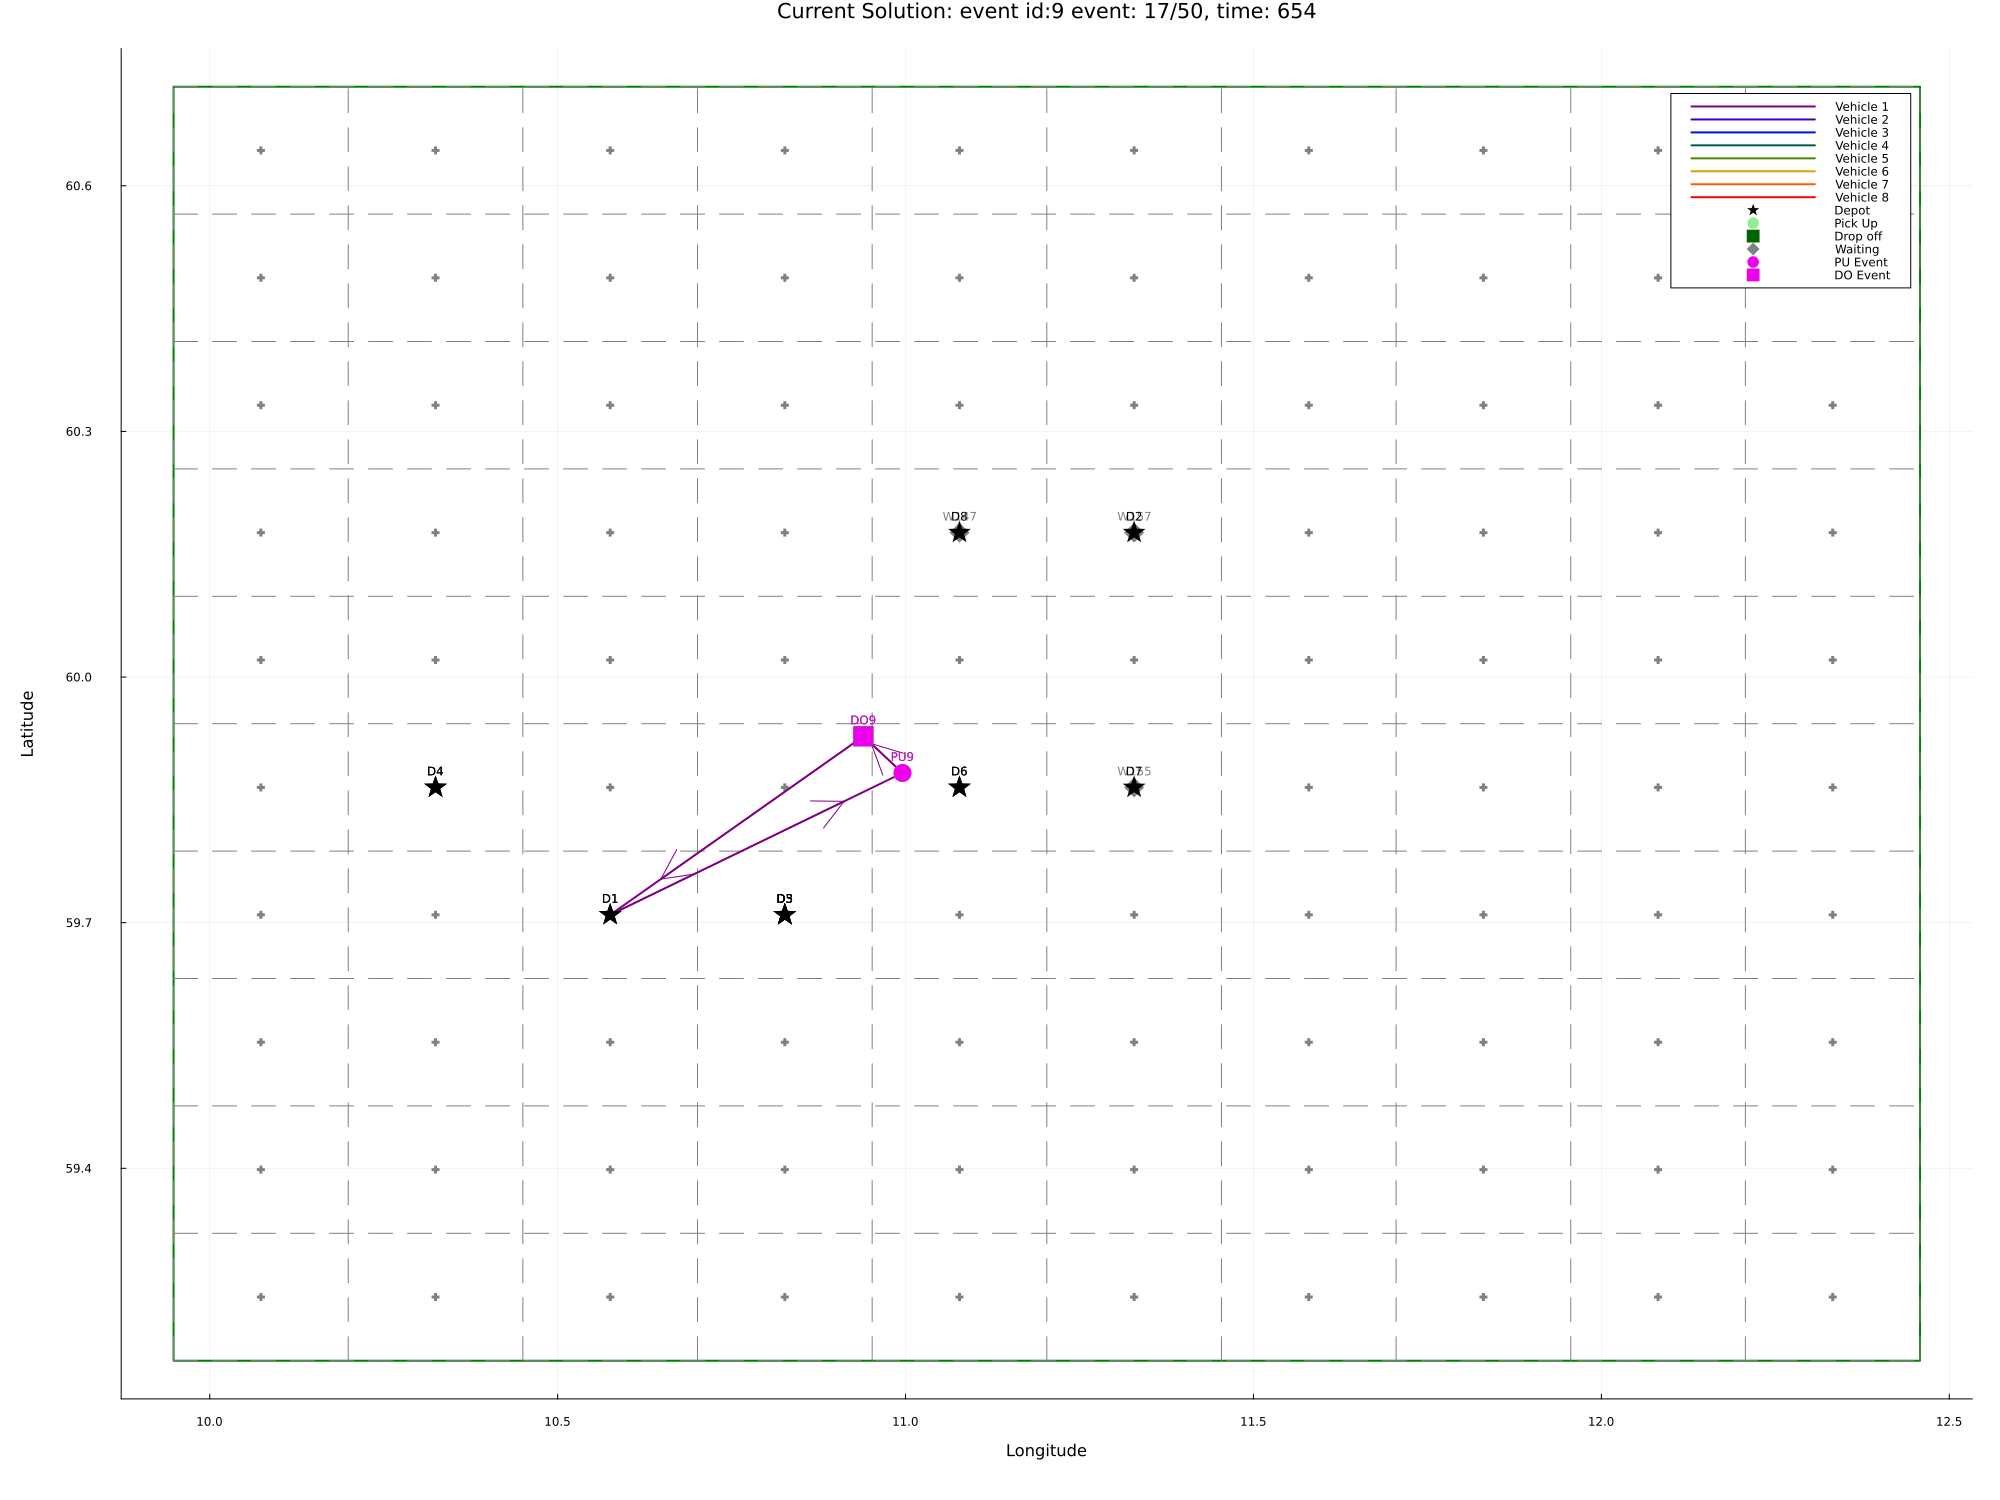 Current Solution: event id:9 event: 17/50, time: 654
Vehicle 1
Vehicle 2
Vehicle 3
Vehicle 4
Vehicle 5
Vehicle 6
Vehicle 7
Vehicle 8
Depot
Pick Up
Drop off
Waiting
PU Event
DO Event
60.6
60.3
60.0
59.7
59.4
Latitude
D8
D2
DO9
PU9
D4
D6
D7
D1
10.0
10.5
11.0
11.5
12.0
12.5
Longitude